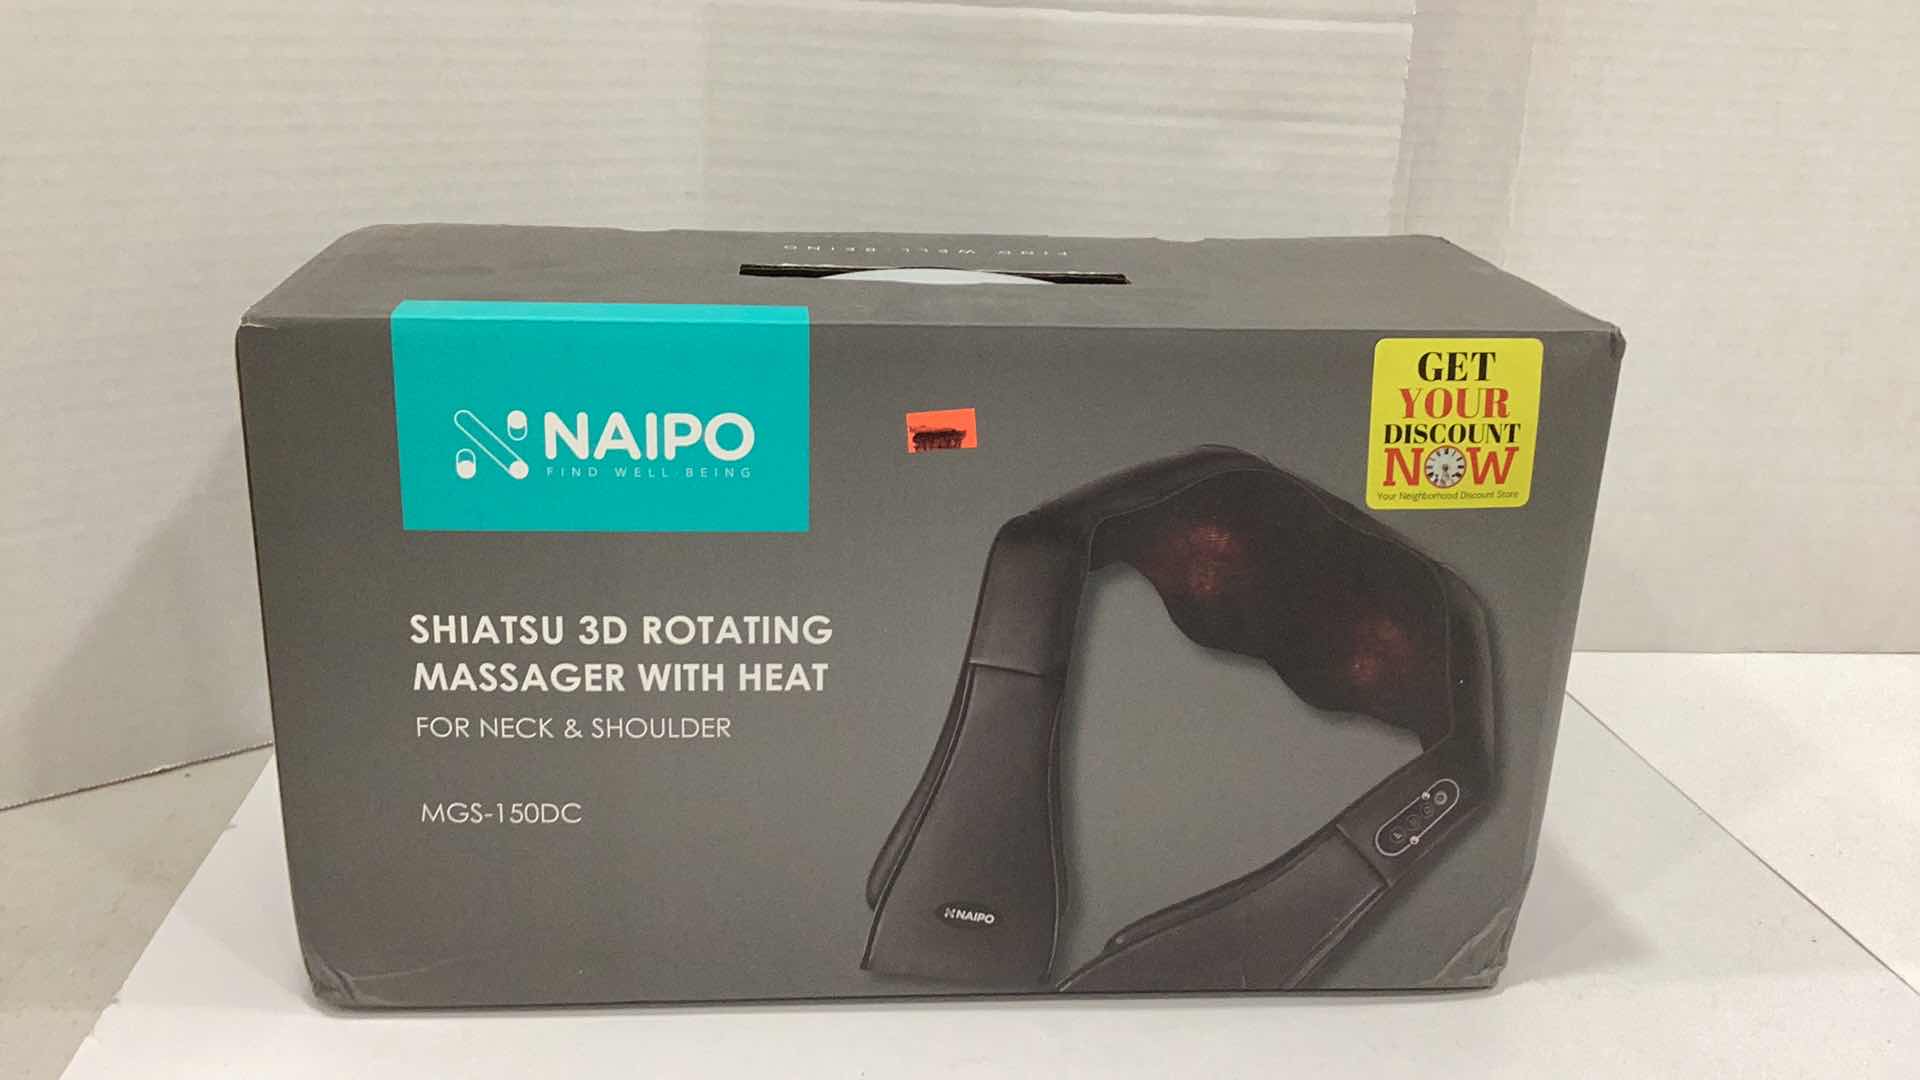 FIND WELL-BEING
NAIPO
FIND WELL-BEING
GET
YOUR
DISCOUNT
NOW
Your Neighborhood Discount Store
SHIATSU 3D ROTATING
MASSAGER WITH HEAT
FOR NECK & SHOULDER
MGS-150DC
NAIPO